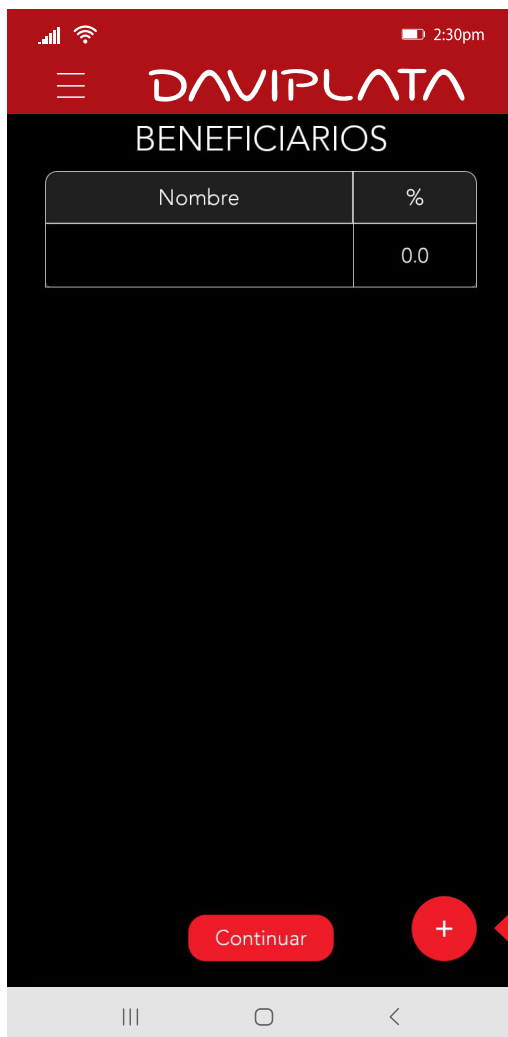 2:30pm
DAVIPLATA
BENEFICIARIOS
Nombre %
0.0
Continuar +